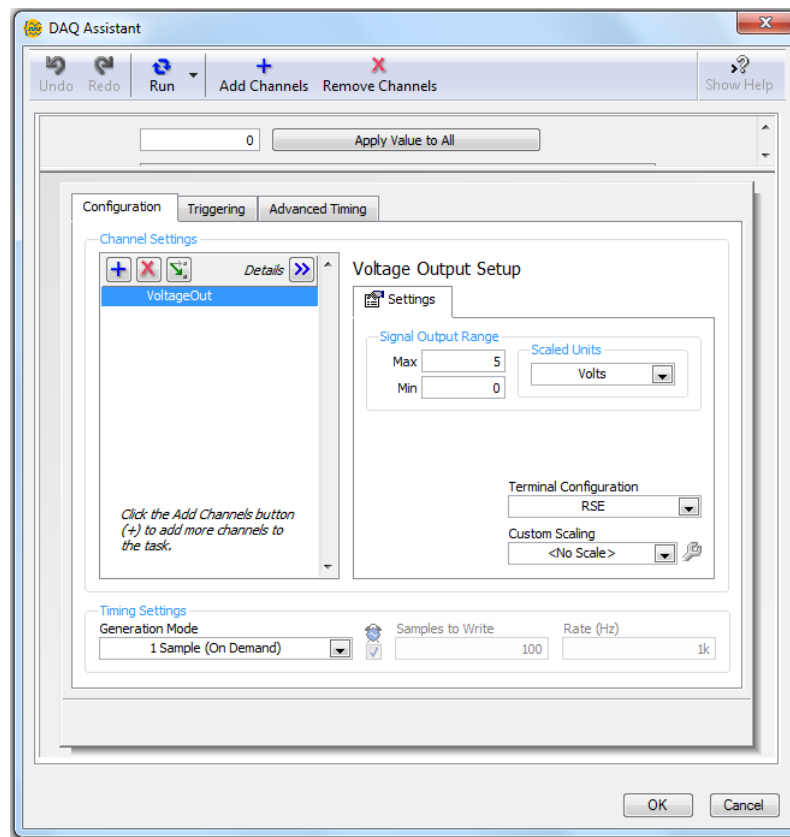 DAQ Assistant
Undo Redo Run Add Channels Remove Channels Show Help
0 Apply Value to All
Configuration Triggering Advanced Timing
Channel Settings
Details
VoltageOut
Click the Add Channels button
(+) to add more channels to
the task.
Voltage Output Setup
Settings
Signal Output Range
Max 5
Min 0
Scaled Units
Volts
Terminal Configuration
RSE
Custom Scaling
<No Scale>
Timing Settings
Generation Mode Samples to Write Rate (Hz)
1 Sample (On Demand) 100 1k
OK Cancel